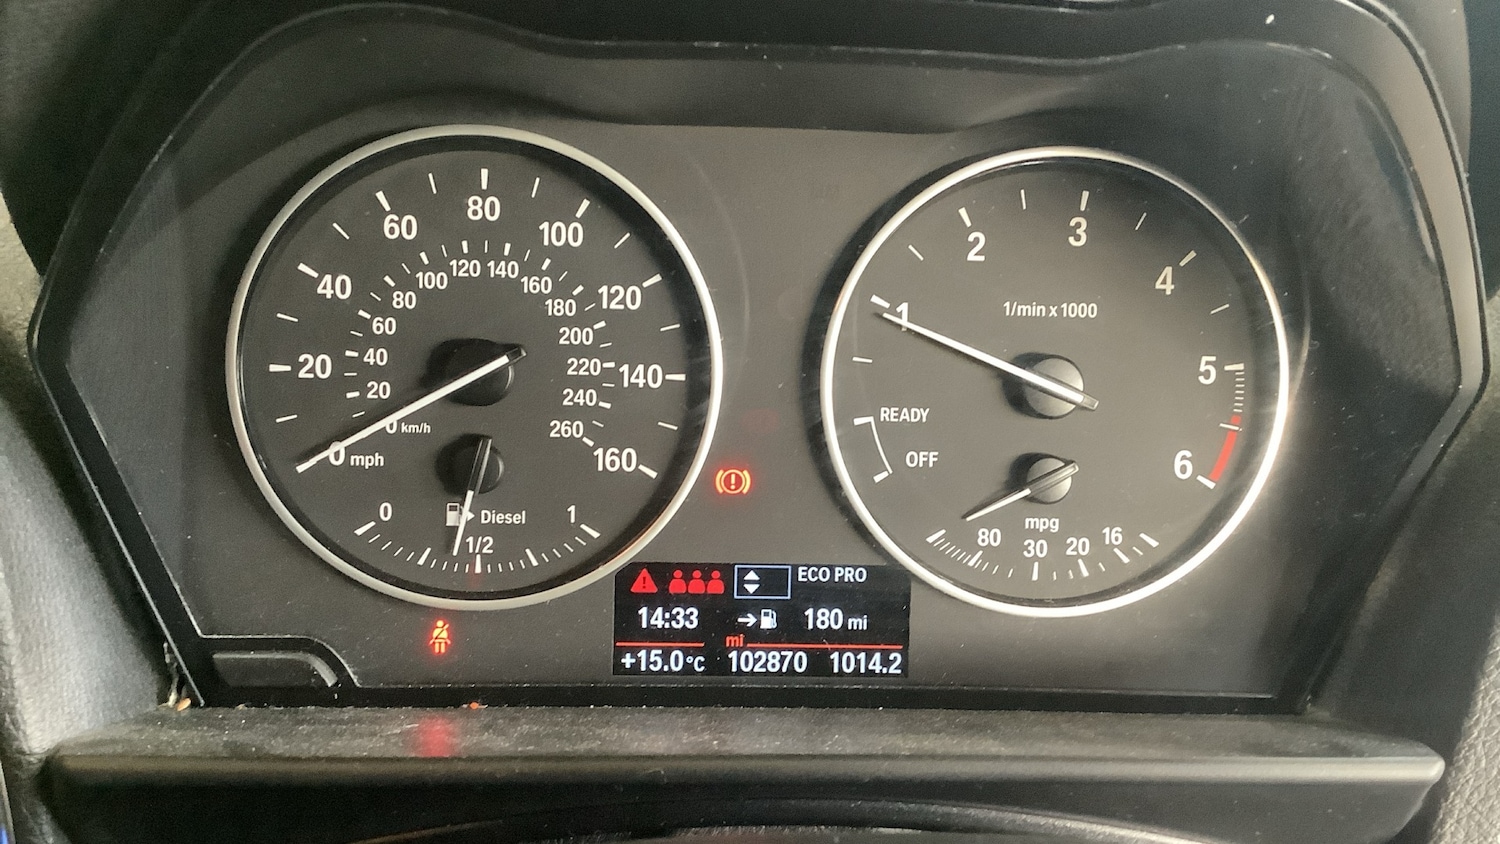 80
60 100
40 120
20 140
0 mph 160
120 140
100 160
80 180
60 200
40 220
20 240
0 km/h 260
0 1
Diesel
1/2
3
2 4
1 5
6
1/min x 1000
READY
OFF
mpg
80 30 20 16
ECO PRO
14:33 180 mi
mi
+15.0°C 102870 1014.2